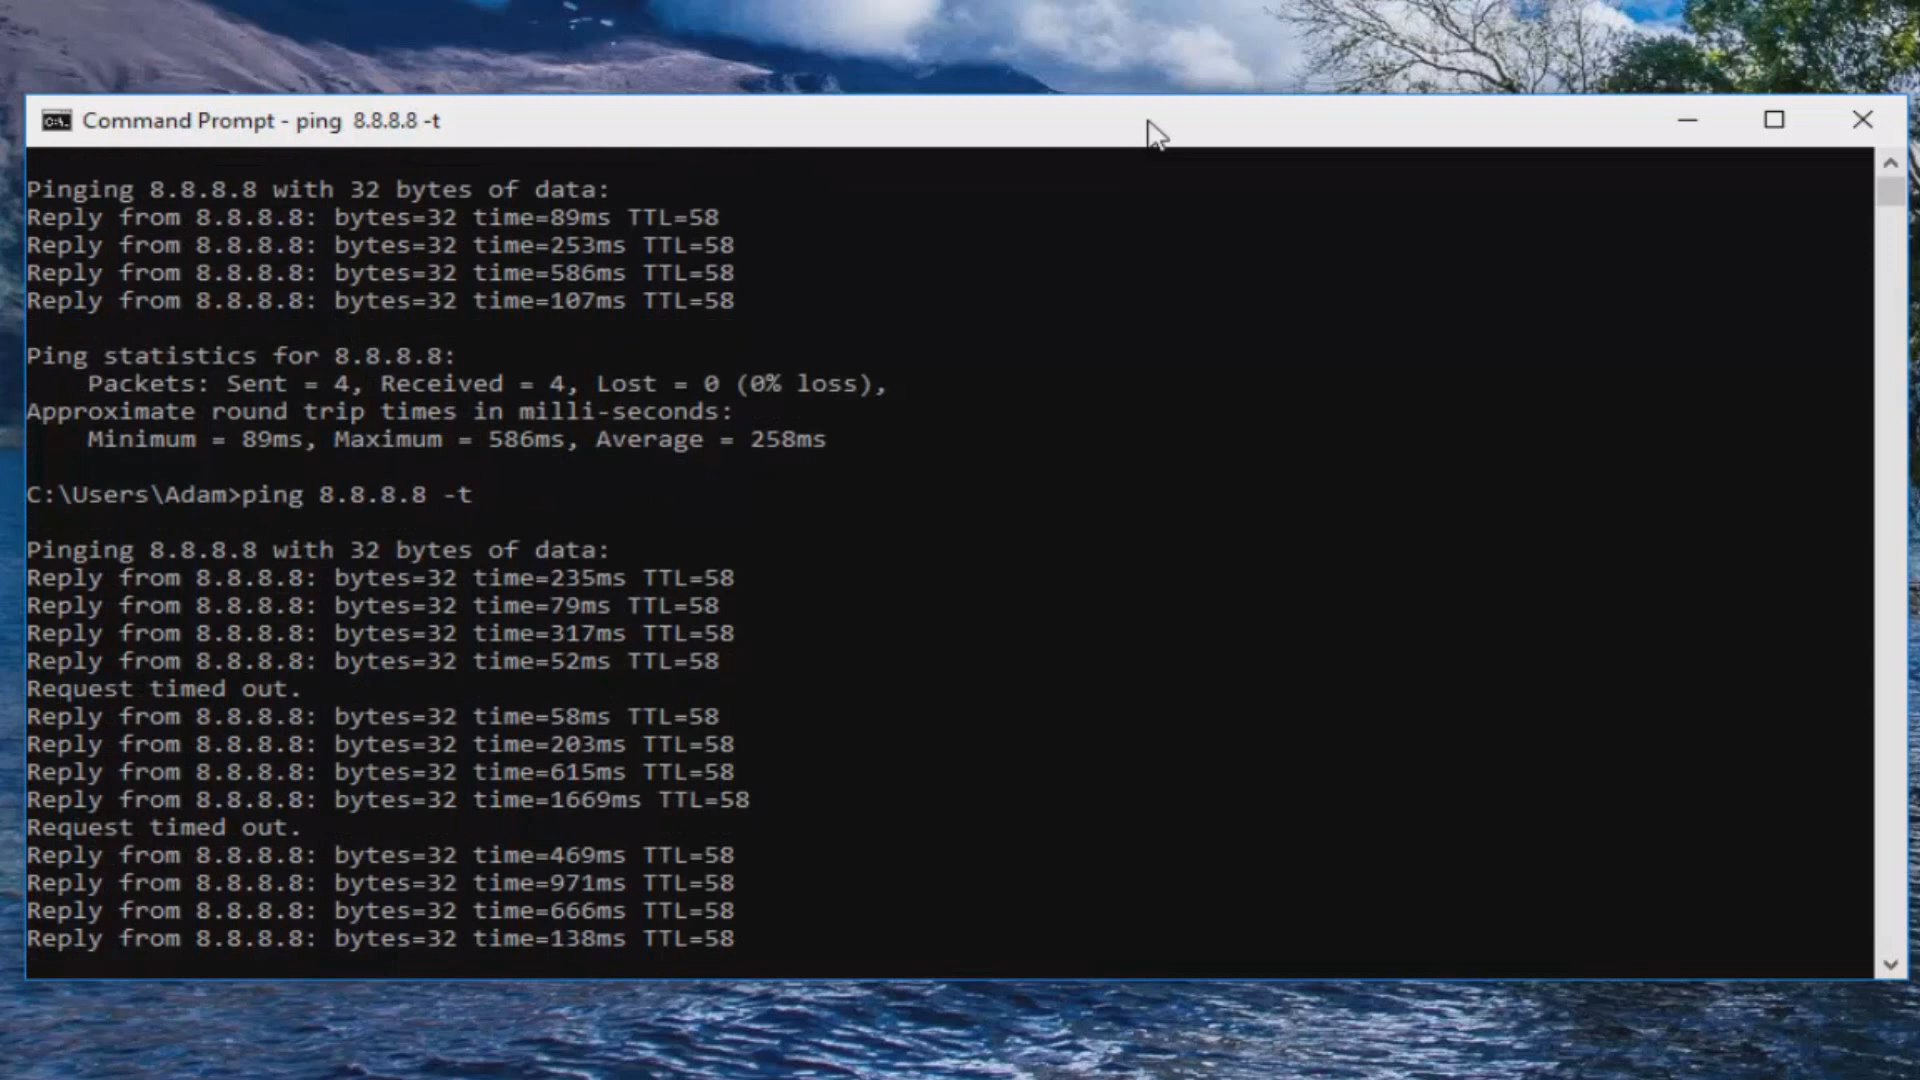 Command Prompt - ping 8.8.8.8 -t
Pinging 8.8.8.8 with 32 bytes of data:
Reply from 8.8.8.8: bytes=32 time=89ms TTL=58
Reply from 8.8.8.8: bytes=32 time=253ms TTL=58
Reply from 8.8.8.8: bytes=32 time=586ms TTL=58
Reply from 8.8.8.8: bytes=32 time=107ms TTL=58
Ping statistics for 8.8.8.8:
Packets: Sent = 4, Received = 4, Lost = 0 (0% loss),
Approximate round trip times in milli-seconds:
Minimum = 89ms, Maximum = 586ms, Average = 258ms
C:\Users\Adam>ping 8.8.8.8 -t
Pinging 8.8.8.8 with 32 bytes of data:
Reply from 8.8.8.8: bytes=32 time=235ms TTL=58
Reply from 8.8.8.8: bytes=32 time=79ms TTL=58
Reply from 8.8.8.8: bytes=32 time=317ms TTL=58
Reply from 8.8.8.8: bytes=32 time=52ms TTL=58
Request timed out.
Reply from 8.8.8.8: bytes=32 time=58ms TTL=58
Reply from 8.8.8.8: bytes=32 time=203ms TTL=58
Reply from 8.8.8.8: bytes=32 time=615ms TTL=58
Reply from 8.8.8.8: bytes=32 time=1669ms TTL=58
Request timed out.
Reply from 8.8.8.8: bytes=32 time=469ms TTL=58
Reply from 8.8.8.8: bytes=32 time=971ms TTL=58
Reply from 8.8.8.8: bytes=32 time=666ms TTL=58
Reply from 8.8.8.8: bytes=32 time=138ms TTL=58